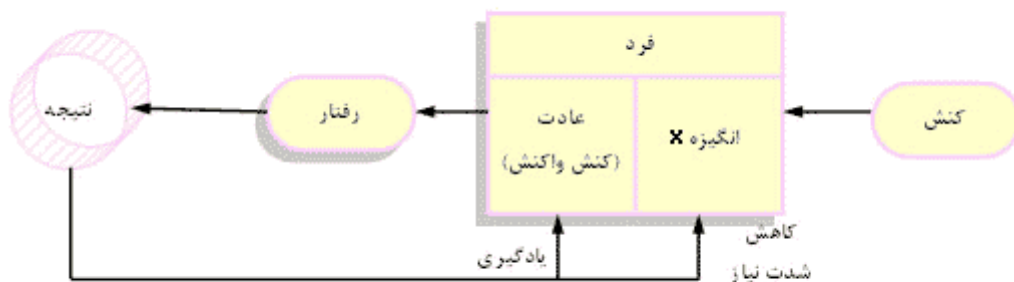 فرد
کنش
انگیزه X
عادت
(کنش واکنش)
رفتار
نتیجه
کاهش
شدت نیاز
یادگیری